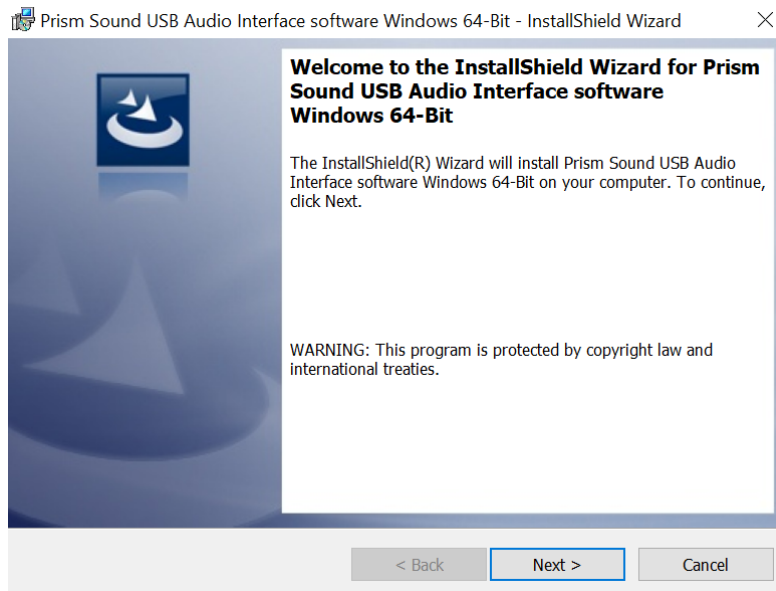 Prism Sound USB Audio Interface software Windows 64-Bit - InstallShield Wizard
Welcome to the InstallShield Wizard for Prism
Sound USB Audio Interface software
Windows 64-Bit
The InstallShield(R) Wizard will install Prism Sound USB Audio
Interface software Windows 64-Bit on your computer. To continue,
click Next.
WARNING: This program is protected by copyright law and
international treaties.
< Back
Next >
Cancel